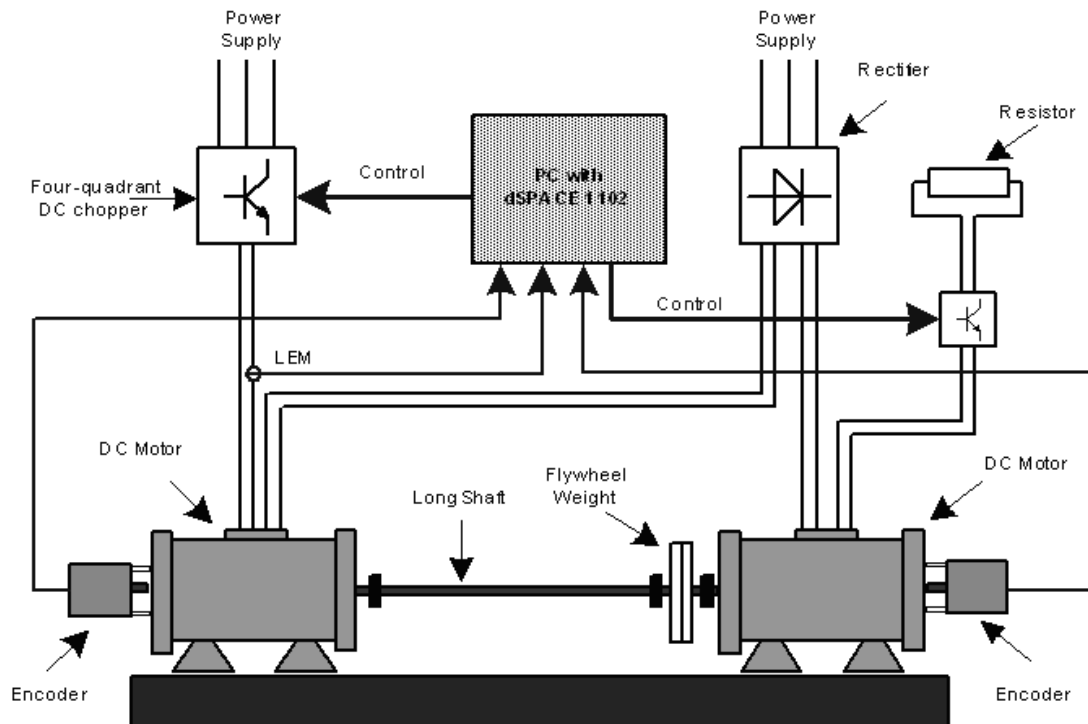 Power
Supply
Power
Supply
Rectifier
Resistor
Four-quadrant
DC chopper
Control
PC with
dSPACE 1102
Control
LEM
DC Motor
Long Shaft
Flywheel
Weight
DC Motor
Encoder
Encoder